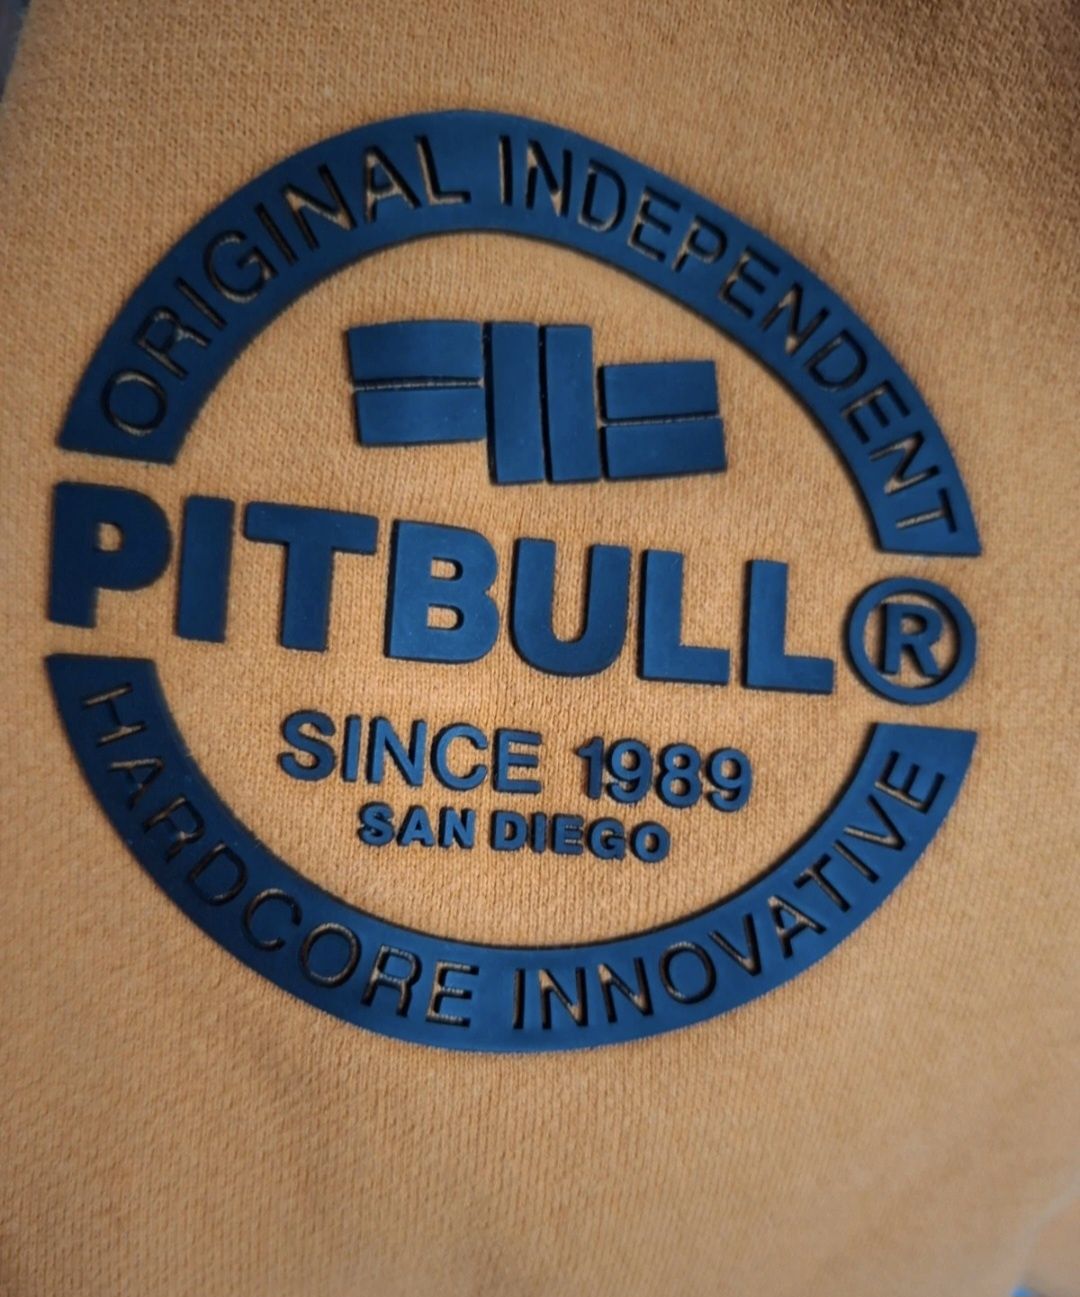 ORIGINAL INDEPENDENT
PITBULL®
SINCE 1989
SAN DIEGO
HARDCORE INNOVATIVE